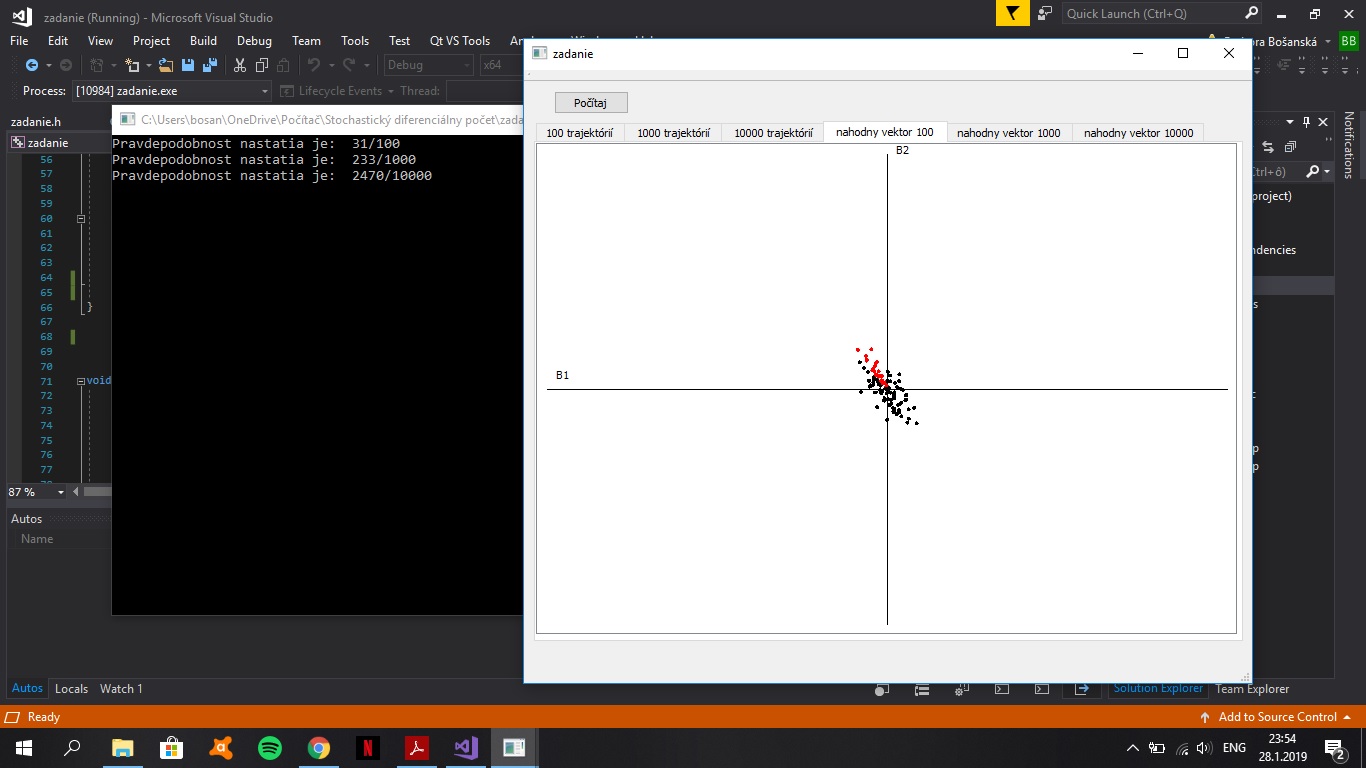 zadanie (Running) - Microsoft Visual Studio
Quick Launch (Ctrl+Q)
File Edit View Project Build Debug Team Tools Test Qt VS Tools
Bošanská
BB
Debug
x64
Process: [10984] zadanie.exe
Lifecycle Events
Thread:
zadanie.h
zadanie
56
57
58
59
60
61
62
63
64
65
66 }
67
68
69
70
71 void
72
73
74
75
76
77
87 %
Autos
Name
C:\Users\bosan\OneDrive\Počítač\Stochastický diferenciálny počet\zada
Pravdepodobnost nastatia je: 31/100
Pravdepodobnost nastatia je: 233/1000
Pravdepodobnost nastatia je: 2470/10000
zadanie
Počítaj
100 trajektórií
1000 trajektórií
10000 trajektórií
nahodny vektor 100
nahodny vektor 1000
nahodny vektor 10000
B2
B1
Notifications
Ctrl+ô)
project)
ndencies
Autos Locals Watch 1
Solution Explorer Team Explorer
Ready
Add to Source Control
ENG
23:54
28.1.2019
2